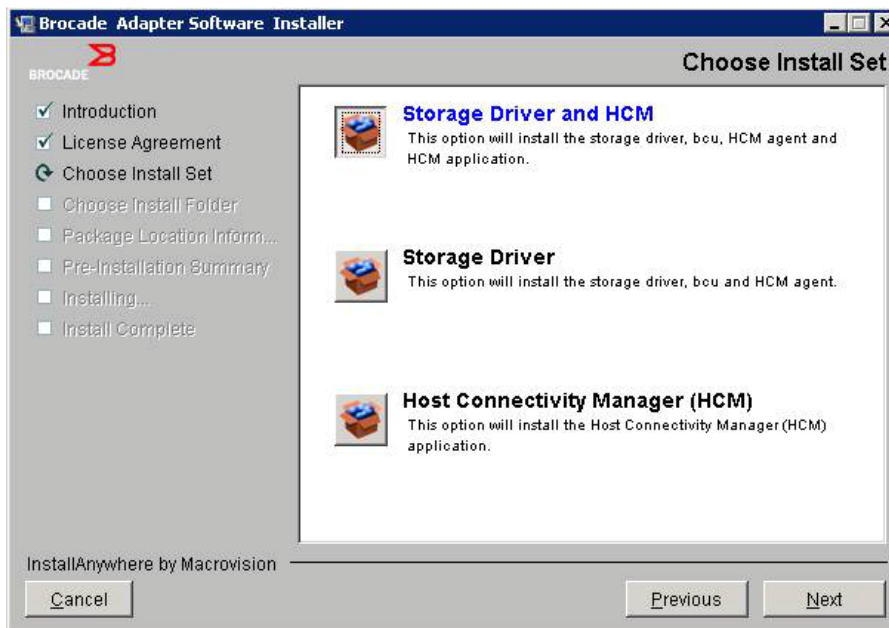 Brocade Adapter Software Installer
BROCADE
Choose Install Set
Introduction
License Agreement
Choose Install Set
Choose Install Folder
Package Location Inform...
Pre-Installation Summary
Installing...
Install Complete
Storage Driver and HCM
This option will install the storage driver, bcu, HCM agent and
HCM application.
Storage Driver
This option will install the storage driver, bcu and HCM agent.
Host Connectivity Manager (HCM)
This option will install the Host Connectivity Manager (HCM)
application.
InstallAnywhere by Macrovision
Cancel
Previous
Next